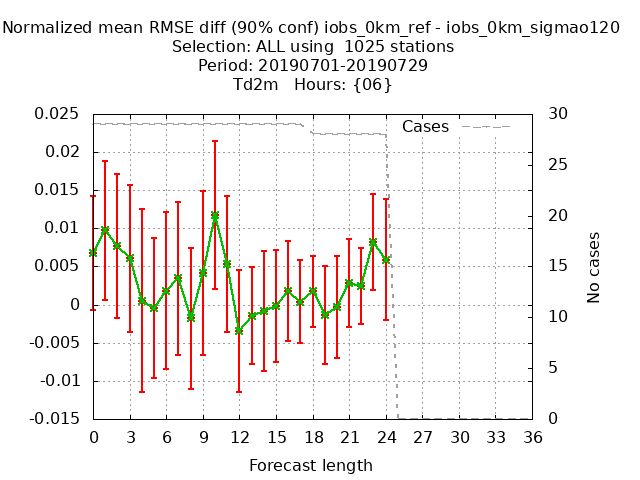 Normalized mean RMSE diff (90% conf) iobs_0km_ref - iobs_0km_sigmao120
Selection: ALL using  1025 stations
Period: 20190701-20190729
Td2m   Hours: {06}
0.025
0.02
0.015
0.01
0.005
0
-0.005
-0.01
-0.015
Cases
30
25
20
15
10
5
0
No cases
0 3 6 9 12 15 18 21 24 27 30 33 36
Forecast length